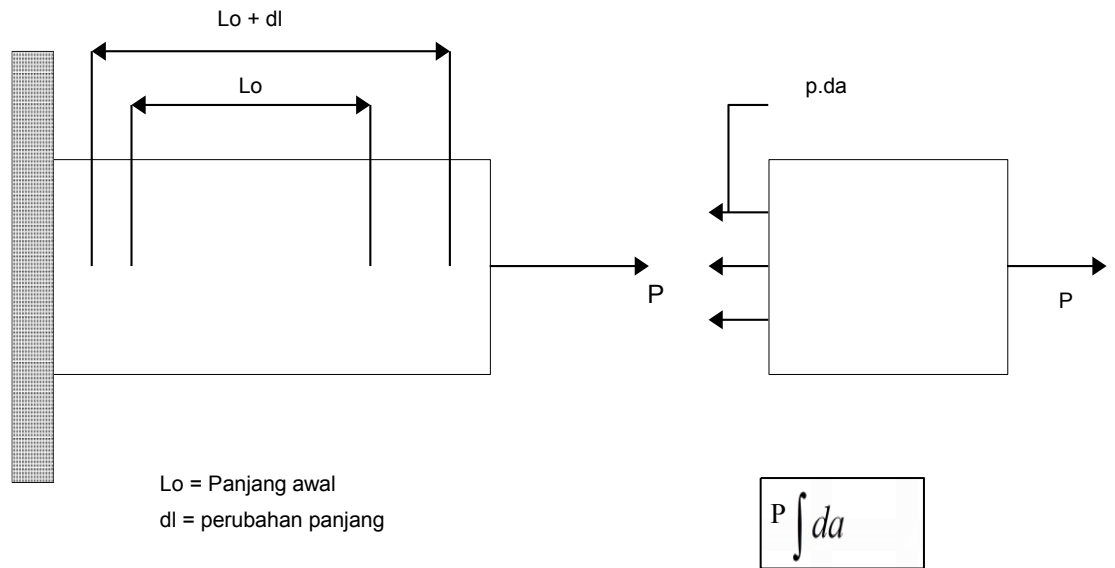 Lo + dl
Lo
p.da
P
P
Lo = Panjang awal
dl = perubahan panjang
P ∫ da